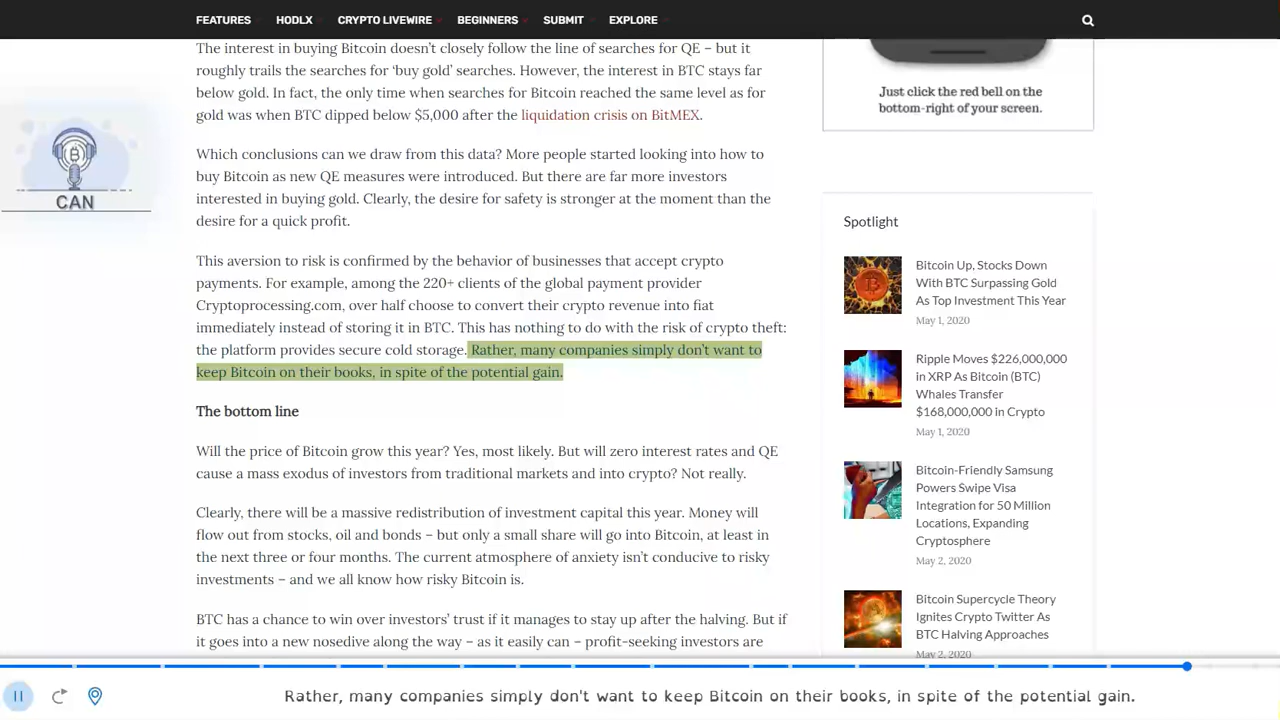 FEATURES HODLX CRYPTO LIVEWIRE BEGINNERS SUBMIT EXPLORE
The interest in buying Bitcoin doesn’t closely follow the line of searches for QE – but it
roughly trails the searches for ‘buy gold’ searches. However, the interest in BTC stays far
below gold. In fact, the only time when searches for Bitcoin reached the same level as for
gold was when BTC dipped below $5,000 after the liquidation crisis on BitMEX.
Which conclusions can we draw from this data? More people started looking into how to
buy Bitcoin as new QE measures were introduced. But there are far more investors
interested in buying gold. Clearly, the desire for safety is stronger at the moment than the
desire for a quick profit.
This aversion to risk is confirmed by the behavior of businesses that accept crypto
payments. For example, among the 220+ clients of the global payment provider
Cryptoprocessing.com, over half choose to convert their crypto revenue into fiat
immediately instead of storing it in BTC. This has nothing to do with the risk of crypto theft:
the platform provides secure cold storage. Rather, many companies simply don’t want to
keep Bitcoin on their books, in spite of the potential gain.
The bottom line
Will the price of Bitcoin grow this year? Yes, most likely. But will zero interest rates and QE
cause a mass exodus of investors from traditional markets and into crypto? Not really.
Clearly, there will be a massive redistribution of investment capital this year. Money will
flow out from stocks, oil and bonds – but only a small share will go into Bitcoin, at least in
the next three or four months. The current atmosphere of anxiety isn’t conducive to risky
investments – and we all know how risky Bitcoin is.
BTC has a chance to win over investors’ trust if it manages to stay up after the halving. But if
it goes into a new nosedive along the way – as it easily can – profit-seeking investors are
CAN
Just click the red bell on the
bottom-right of your screen.
Spotlight
Bitcoin Up, Stocks Down
With BTC Surpassing Gold
As Top Investment This Year
May 1, 2020
Ripple Moves $226,000,000
in XRP As Bitcoin (BTC)
Whales Transfer
$168,000,000 in Crypto
May 1, 2020
Bitcoin-Friendly Samsung
Powers Swipe Visa
Integration for 50 Million
Locations, Expanding
Cryptosphere
May 2, 2020
Bitcoin Supercycle Theory
Ignites Crypto Twitter As
BTC Halving Approaches
May 2, 2020
Rather, many companies simply don't want to keep Bitcoin on their books, in spite of the potential gain.